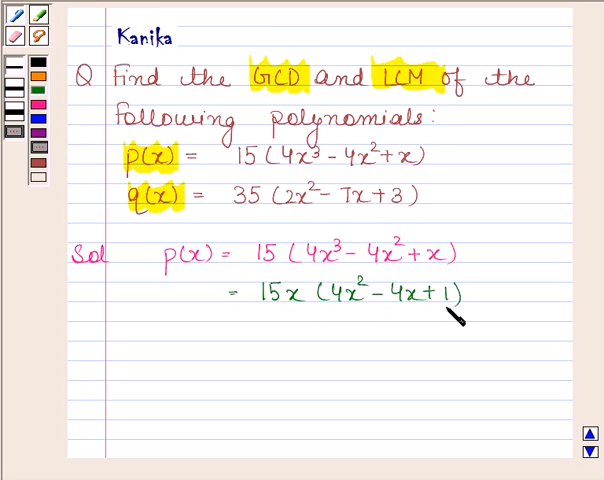 Kanika
Q Find the GCD and LCM of the
following polynomials:
p(x) = 15 (4x³ - 4x² + x)
q(x) = 35 (2x² - 7x + 3)
Sol p(x) = 15 (4x³ - 4x² + x)
= 15x (4x² - 4x + 1)